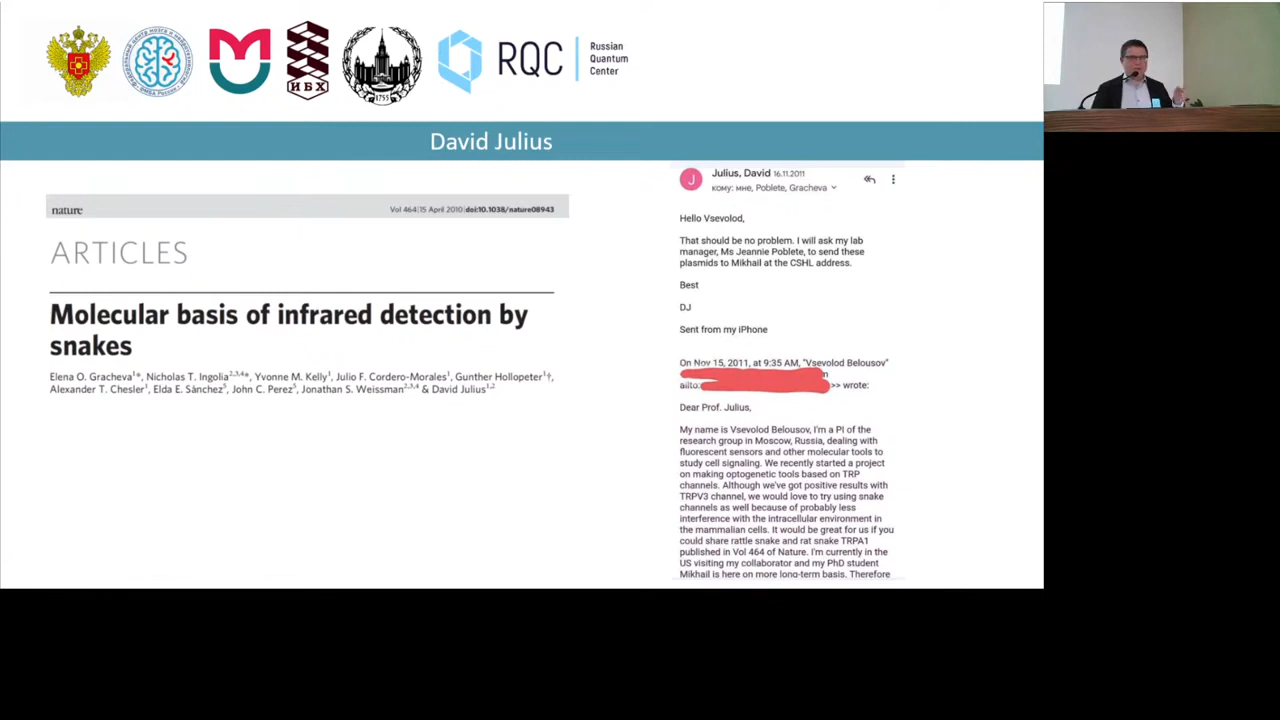 ИБХ
1755
RQC
Russian
Quantum
Center
David Julius
nature
Vol 464|15 April 2010|doi:10.1038/nature08943
ARTICLES
Molecular basis of infrared detection by
snakes
Elena O. Gracheva1*, Nicholas T. Ingolia2,3,4*, Yvonne M. Kelly1, Julio F. Cordero-Morales1, Gunther Hollopeter1†,
Alexander T. Chesler1, Elda E. Sánchez5, John C. Perez5, Jonathan S. Weissman2,3,4 & David Julius1,2
J
Julius, David 16.11.2011
кому: мне, Poblete, Gracheva
Hello Vsevolod,
That should be no problem. I will ask my lab
manager, Ms Jeannie Poblete, to send these
plasmids to Mikhail at the CSHL address.
Best
DJ
Sent from my iPhone
On Nov 15, 2011, at 9:35 AM, "Vsevolod Belousov"
n
ailto: >> wrote:
Dear Prof. Julius,
My name is Vsevolod Belousov, I'm a PI of the
research group in Moscow, Russia, dealing with
fluorescent sensors and other molecular tools to
study cell signaling. We recently started a project
on making optogenetic tools based on TRP
channels. Although we've got positive results with
TRPV3 channel, we would love to try using snake
channels as well because of probably less
interference with the intracellular environment in
the mammalian cells. It would be great for us if you
could share rattle snake and rat snake TRPA1
published in Vol 464 of Nature. I'm currently in the
US visiting my collaborator and my PhD student
Mikhail is here on more long-term basis. Therefore